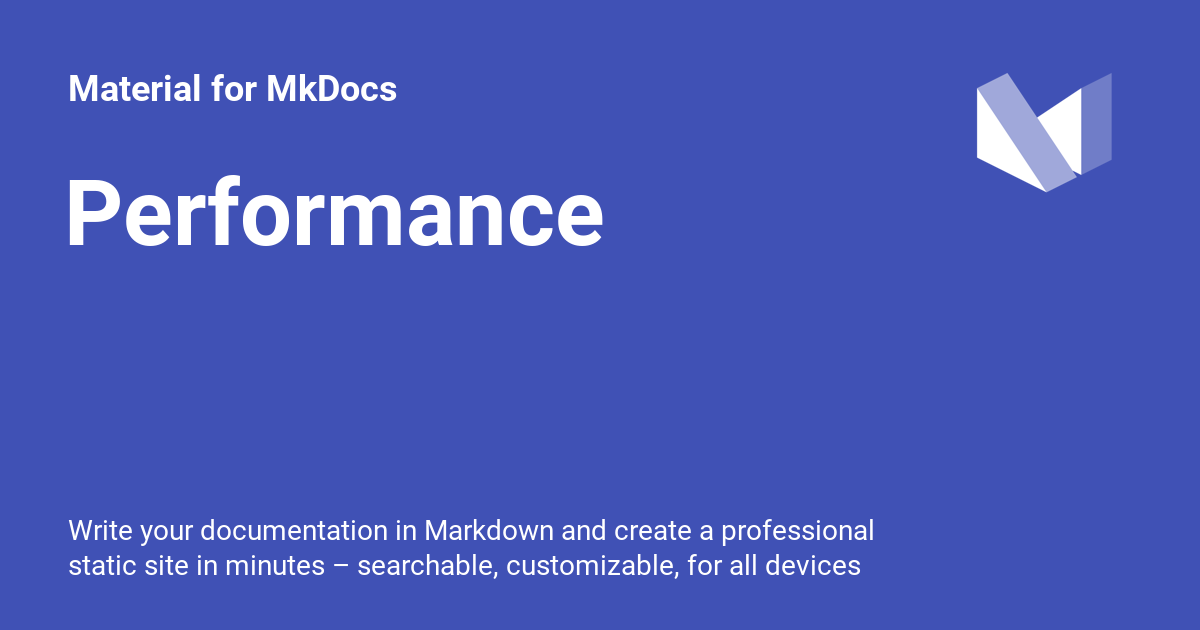 Material for MkDocs
Performance
Write your documentation in Markdown and create a professional
static site in minutes – searchable, customizable, for all devices